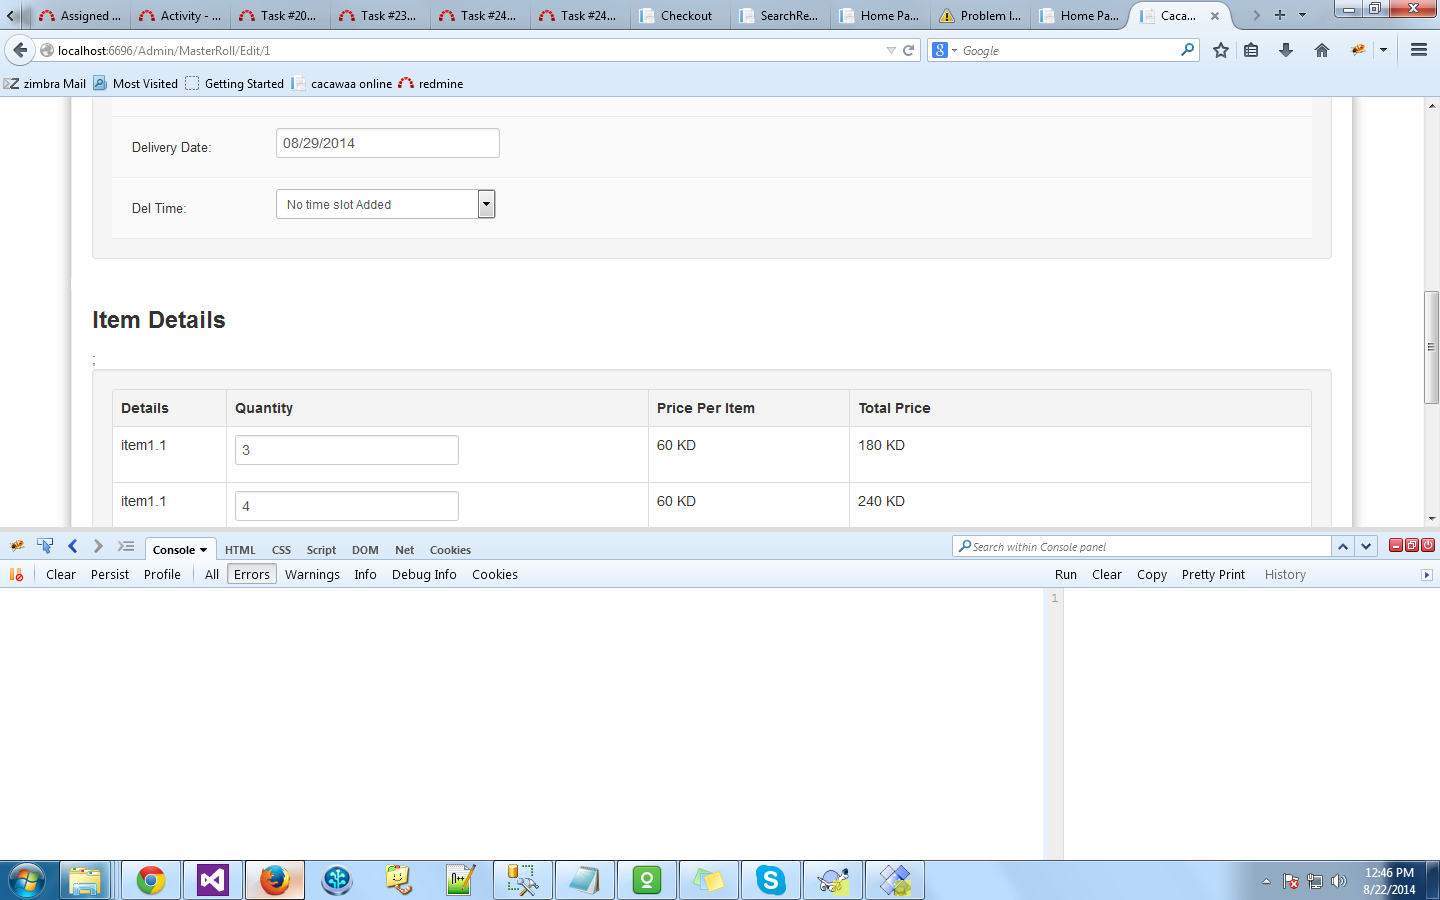 Assigned ... Activity - ... Task #20... Task #23... Task #24... Task #24... Checkout SearchRe... Home Pa... Problem l... Home Pa... Caca...
localhost:6696/Admin/MasterRoll/Edit/1 8 Google
zimbra Mail Most Visited Getting Started cacawaa online redmine
Delivery Date: 08/29/2014
Del Time: No time slot Added
Item Details
;
Details Quantity Price Per Item Total Price
item1.1 3 60 KD 180 KD
item1.1 4 60 KD 240 KD
Console HTML CSS Script DOM Net Cookies Search within Console panel
Clear Persist Profile All Errors Warnings Info Debug Info Cookies Run Clear Copy Pretty Print History
1
12:46 PM
8/22/2014